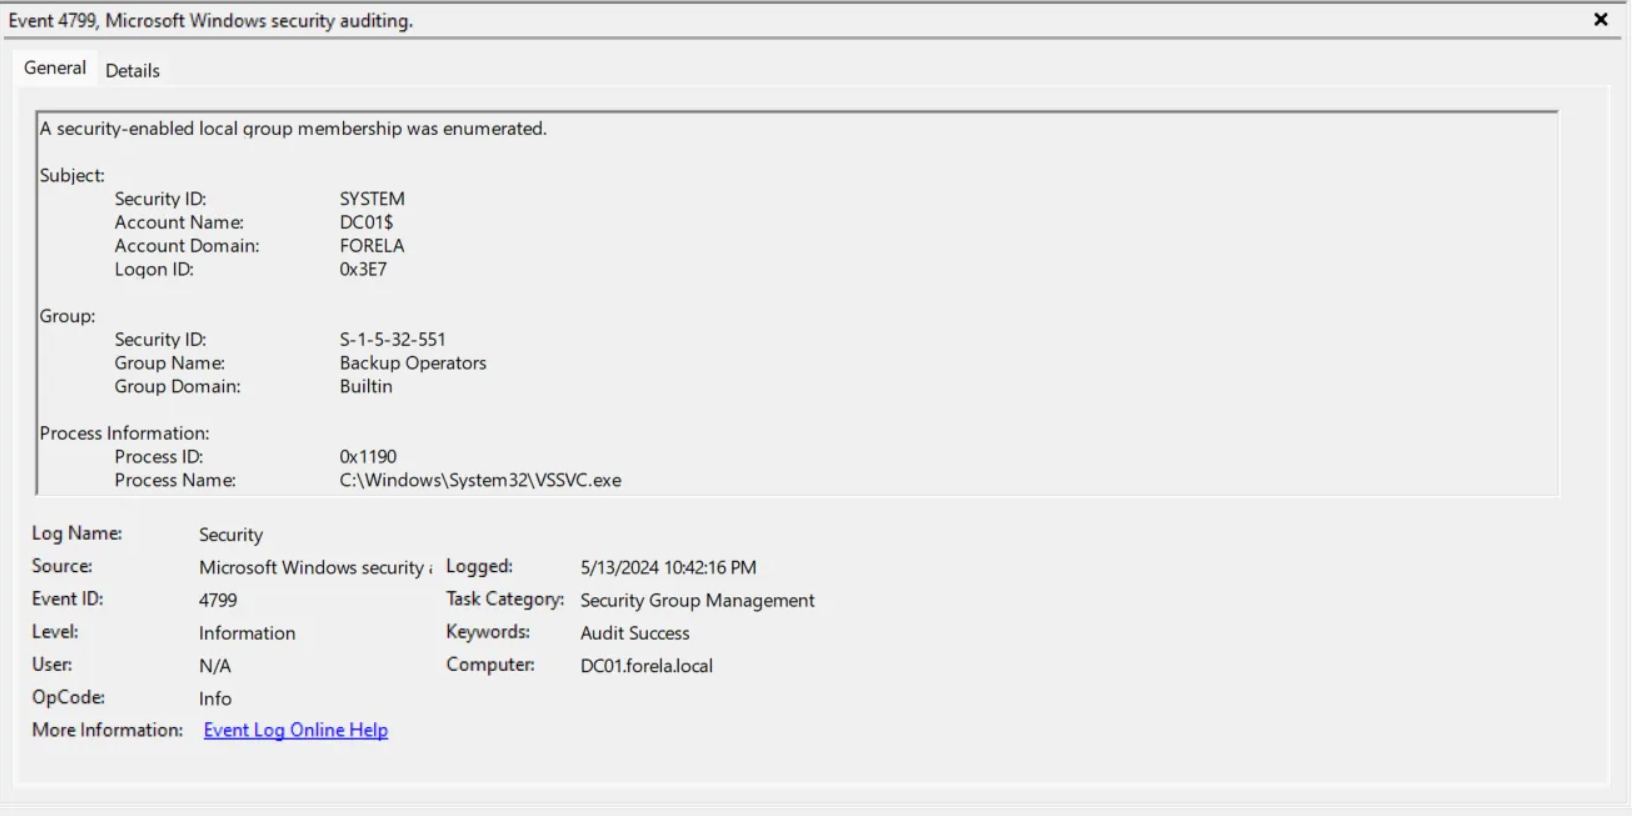 Event 4799, Microsoft Windows security auditing.
General Details
A security-enabled local group membership was enumerated.
Subject:
Security ID: SYSTEM
Account Name: DC01$
Account Domain: FORELA
Logon ID: 0x3E7
Group:
Security ID: S-1-5-32-551
Group Name: Backup Operators
Group Domain: Builtin
Process Information:
Process ID: 0x1190
Process Name: C:\Windows\System32\VSSVC.exe
Log Name: Security
Source: Microsoft Windows security Logged: 5/13/2024 10:42:16 PM
Event ID: 4799 Task Category: Security Group Management
Level: Information Keywords: Audit Success
User: N/A Computer: DC01.forela.local
OpCode: Info
More Information: Event Log Online Help